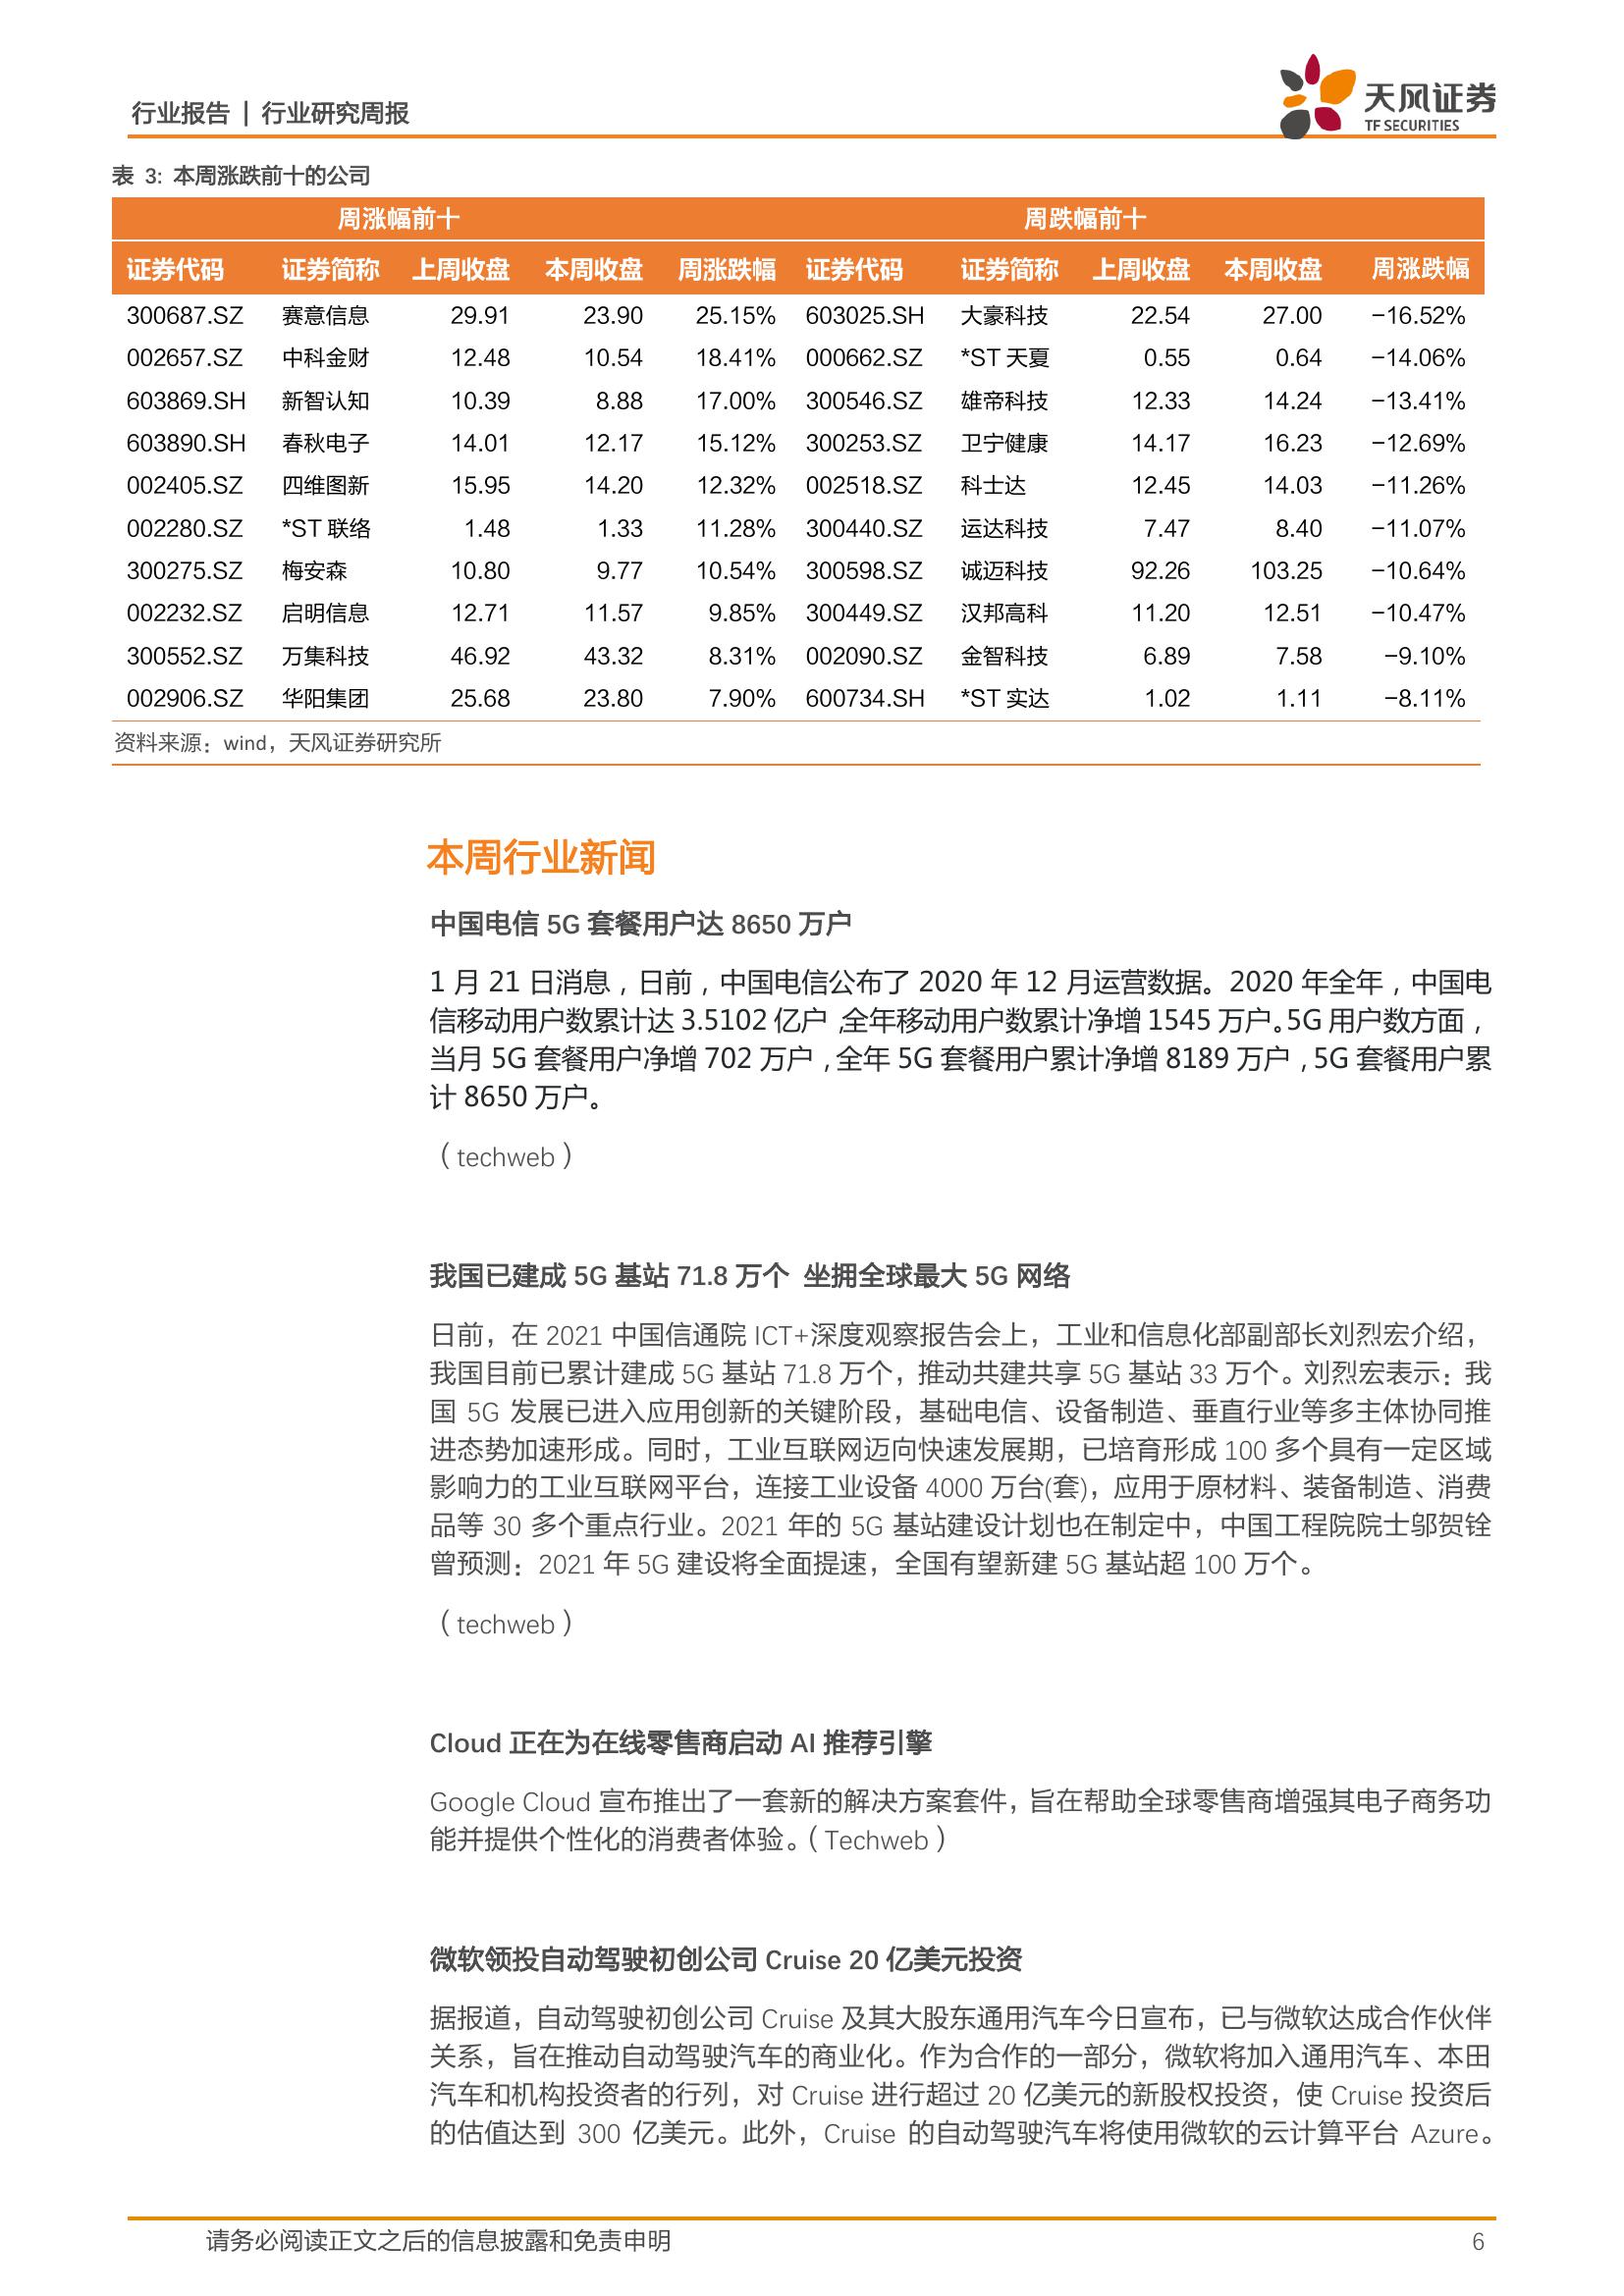 行业报告 | 行业研究周报
天风证券
TF SECURITIES
表 3: 本周涨跌前十的公司
周涨幅前十 周跌幅前十
证券代码 证券简称 上周收盘 本周收盘 周涨跌幅 证券代码 证券简称 上周收盘 本周收盘 周涨跌幅
300687.SZ 赛意信息 29.91 23.90 25.15% 603025.SH 大豪科技 22.54 27.00 -16.52%
002657.SZ 中科金财 12.48 10.54 18.41% 000662.SZ *ST 天夏 0.55 0.64 -14.06%
603869.SH 新智认知 10.39 8.88 17.00% 300546.SZ 雄帝科技 12.33 14.24 -13.41%
603890.SH 春秋电子 14.01 12.17 15.12% 300253.SZ 卫宁健康 14.17 16.23 -12.69%
002405.SZ 四维图新 15.95 14.20 12.32% 002518.SZ 科士达 12.45 14.03 -11.26%
002280.SZ *ST 联络 1.48 1.33 11.28% 300440.SZ 运达科技 7.47 8.40 -11.07%
300275.SZ 梅安森 10.80 9.77 10.54% 300598.SZ 诚迈科技 92.26 103.25 -10.64%
002232.SZ 启明信息 12.71 11.57 9.85% 300449.SZ 汉邦高科 11.20 12.51 -10.47%
300552.SZ 万集科技 46.92 43.32 8.31% 002090.SZ 金智科技 6.89 7.58 -9.10%
002906.SZ 华阳集团 25.68 23.80 7.90% 600734.SH *ST 实达 1.02 1.11 -8.11%
资料来源：wind，天风证券研究所
本周行业新闻
中国电信 5G 套餐用户达 8650 万户
1 月 21 日消息，日前，中国电信公布了 2020 年 12 月运营数据。2020 年全年，中国电
信移动用户数累计达 3.5102 亿户，全年移动用户数累计净增 1545 万户。5G 用户数方面，
当月 5G 套餐用户净增 702 万户，全年 5G 套餐用户累计净增 8189 万户，5G 套餐用户累
计 8650 万户。
（techweb）
我国已建成 5G 基站 71.8 万个 坐拥全球最大 5G 网络
日前，在 2021 中国信通院 ICT+深度观察报告会上，工业和信息化部副部长刘烈宏介绍，
我国目前已累计建成 5G 基站 71.8 万个，推动共建共享 5G 基站 33 万个。刘烈宏表示：我
国 5G 发展已进入应用创新的关键阶段，基础电信、设备制造、垂直行业等多主体协同推
进态势加速形成。同时，工业互联网迈向快速发展期，已培育形成 100 多个具有一定区域
影响力的工业互联网平台，连接工业设备 4000 万台(套)，应用于原材料、装备制造、消费
品等 30 多个重点行业。2021 年的 5G 基站建设计划也在制定中，中国工程院院士邬贺铨
曾预测：2021 年 5G 建设将全面提速，全国有望新建 5G 基站超 100 万个。
（techweb）
Cloud 正在为在线零售商启动 AI 推荐引擎
Google Cloud 宣布推出了一套新的解决方案套件，旨在帮助全球零售商增强其电子商务功
能并提供个性化的消费者体验。（Techweb）
微软领投自动驾驶初创公司 Cruise 20 亿美元投资
据报道，自动驾驶初创公司 Cruise 及其大股东通用汽车今日宣布，已与微软达成合作伙伴
关系，旨在推动自动驾驶汽车的商业化。作为合作的一部分，微软将加入通用汽车、本田
汽车和机构投资者的行列，对 Cruise 进行超过 20 亿美元的新股权投资，使 Cruise 投资后
的估值达到 300 亿美元。此外，Cruise 的自动驾驶汽车将使用微软的云计算平台 Azure。
请务必阅读正文之后的信息披露和免责申明 6